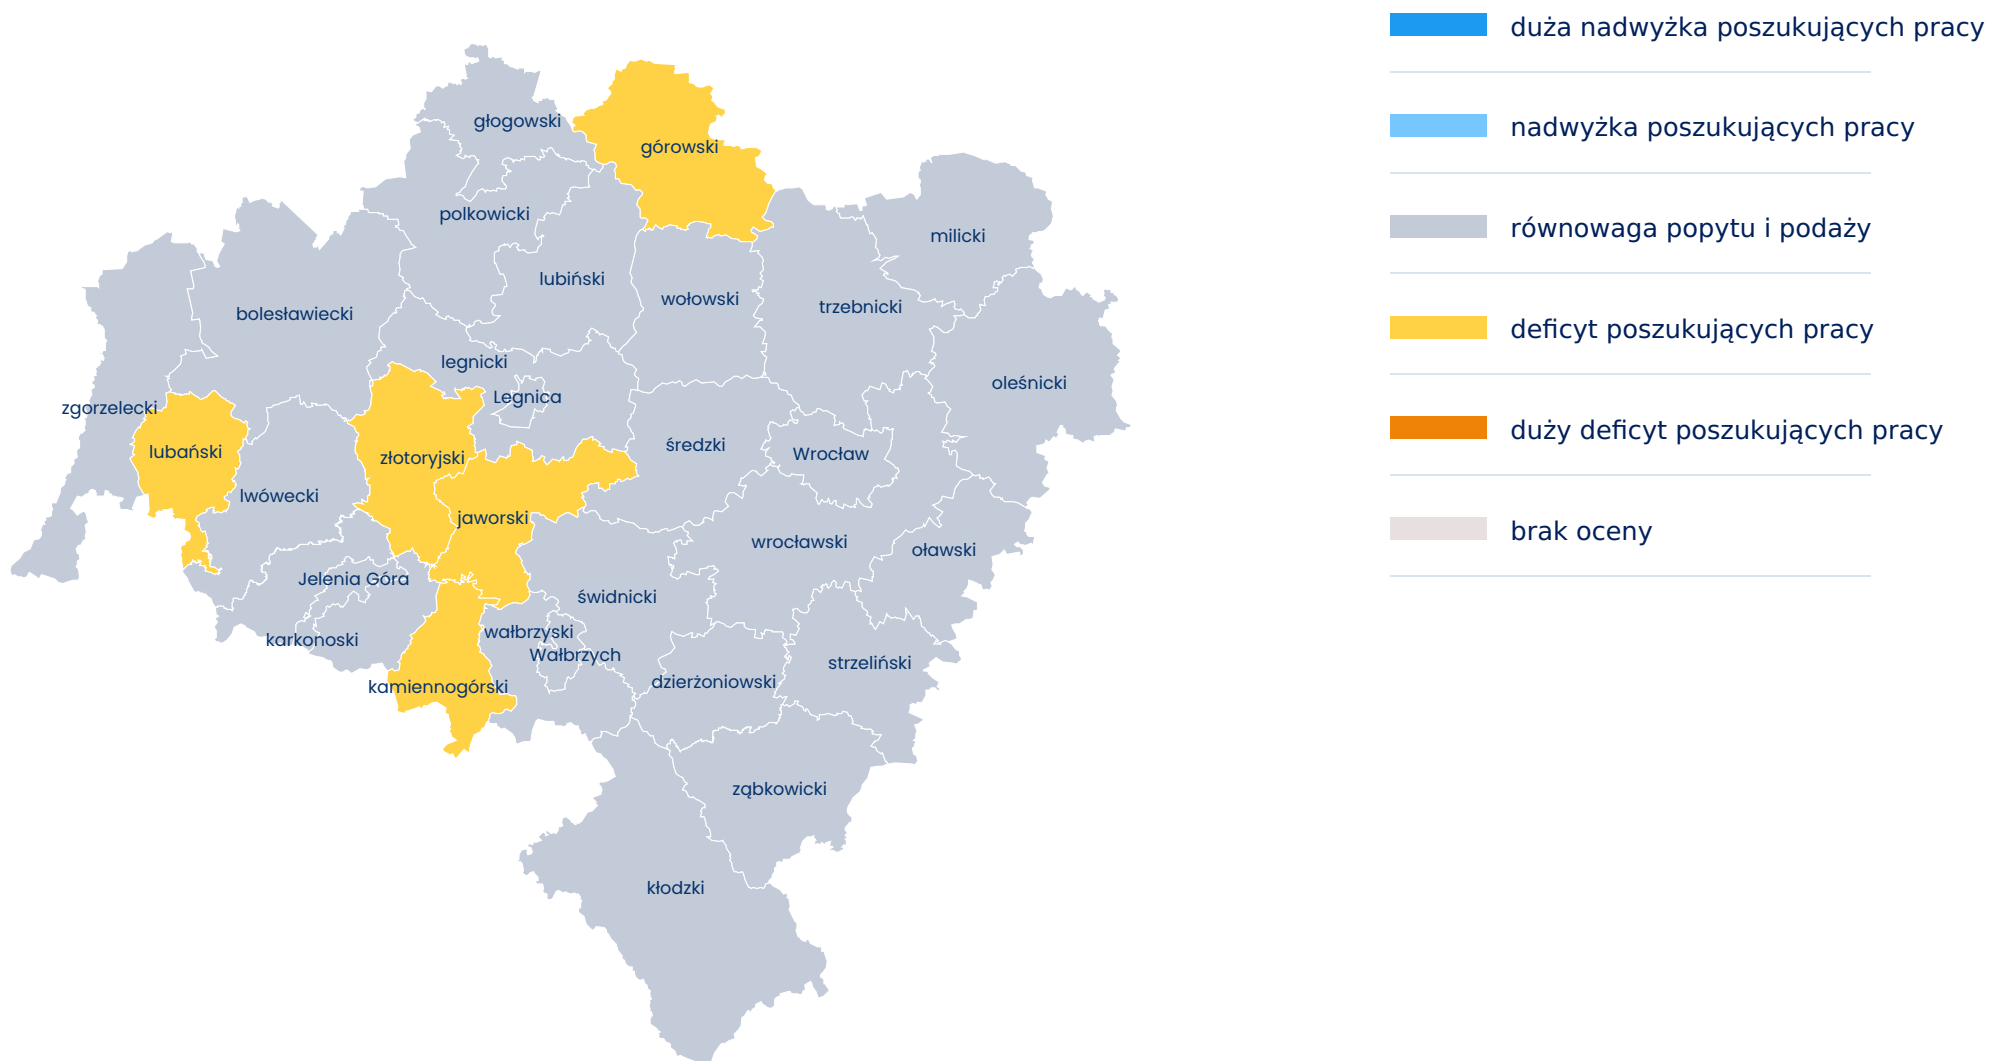 głogowski
górowski
polkowicki
milicki
lubiński
wołowski
trzebnicki
bolesławiecki
legnicki
oleśnicki
Legnica
zgorzelecki
średzki
lubański
Wrocław
złotoryjski
lwówecki
jaworski
wrocławski
oławski
Jelenia Góra
świdnicki
wałbrzyski
karkonoski
Wałbrzych
strzeliński
dzierżoniowski
kamiennogórski
ząbkowicki
kłodzki
duża nadwyżka poszukujących pracy
nadwyżka poszukujących pracy
równowaga popytu i podaży
deficyt poszukujących pracy
duży deficyt poszukujących pracy
brak oceny